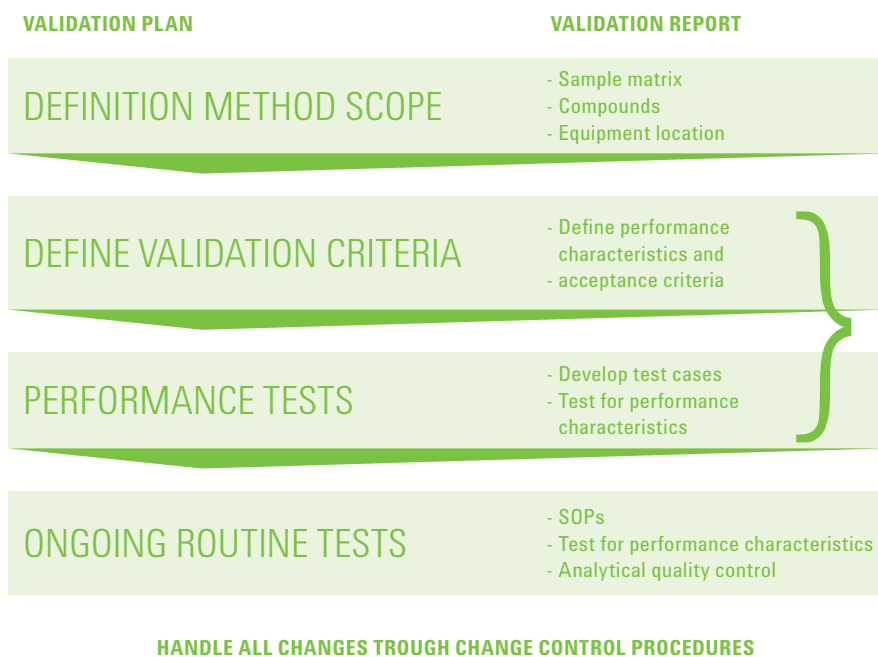 VALIDATION PLAN
VALIDATION REPORT
DEFINITION METHOD SCOPE
- Sample matrix
- Compounds
- Equipment location
DEFINE VALIDATION CRITERIA
- Define performance
characteristics and
- acceptance criteria
PERFORMANCE TESTS
- Develop test cases
- Test for performance
characteristics
ONGOING ROUTINE TESTS
- SOPs
- Test for performance characteristics
- Analytical quality control
HANDLE ALL CHANGES TROUGH CHANGE CONTROL PROCEDURES